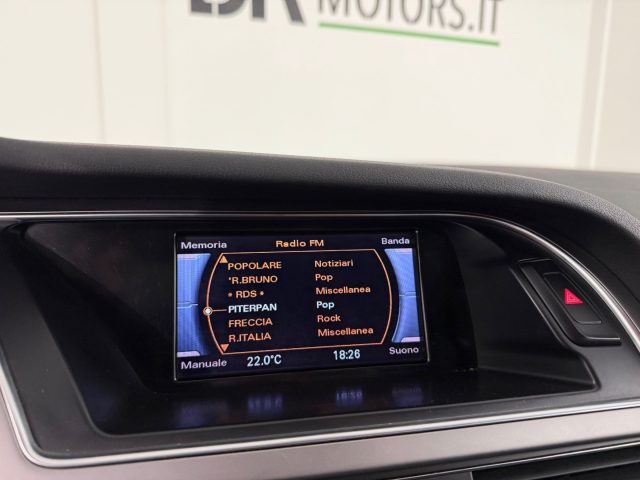 MOTORS.IT
Memoria Radio FM Banda
POPOLARE Notiziari
*R.BRUNO Pop
* RDS * Miscellanea
PITERPAN Pop
FRECCIA Rock
R.ITALIA Miscellanea
Manuale 22.0°C 18:26 Suono